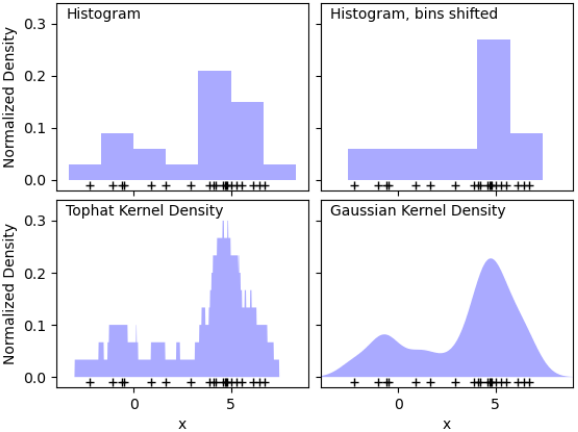 Histogram
Histogram, bins shifted
Normalized Density
0.3
0.2
0.1
0.0
Tophat Kernel Density
Gaussian Kernel Density
Normalized Density
0.3
0.2
0.1
0.0
0
5
0
5
x
x